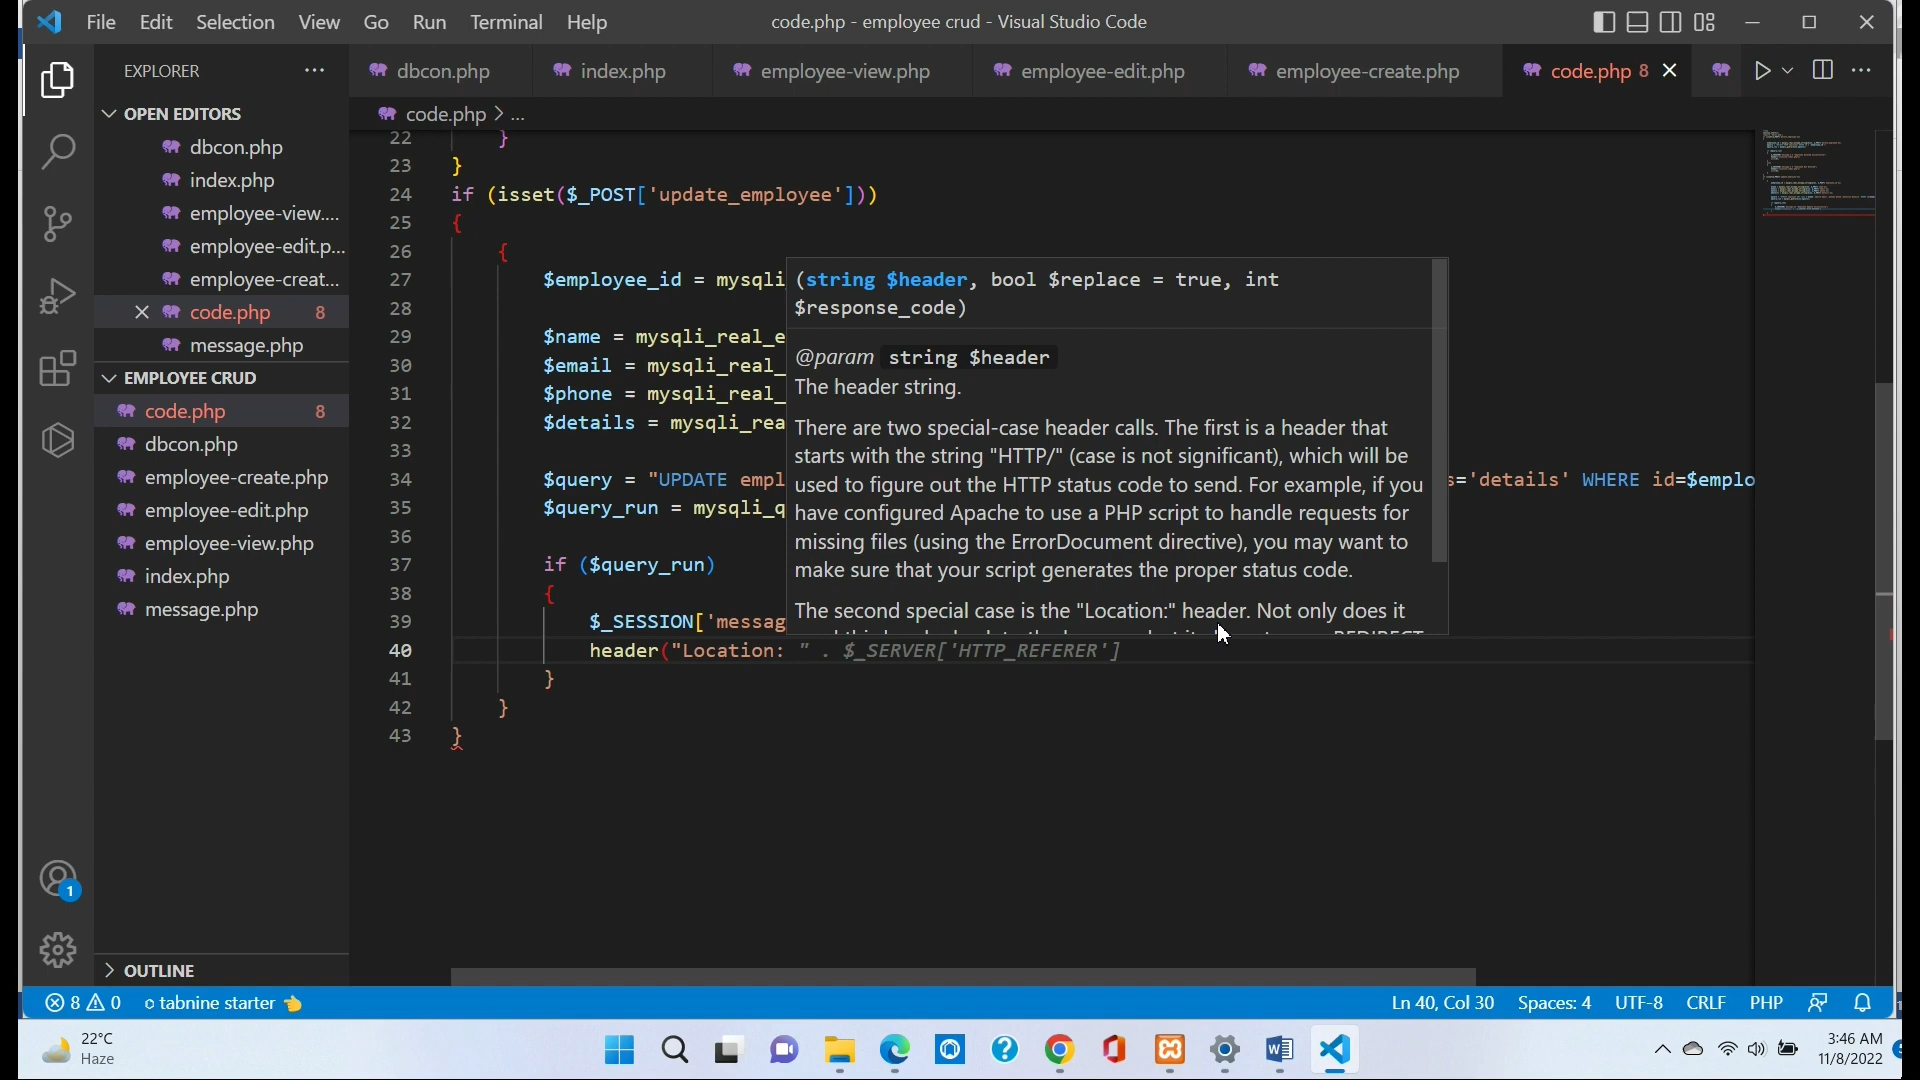 File Edit Selection View Go Run Terminal Help
code.php - employee crud - Visual Studio Code
EXPLORER
dbcon.php
index.php
employee-view.php
employee-edit.php
employee-create.php
code.php 8
OPEN EDITORS
dbcon.php
index.php
employee-view....
employee-edit.p...
employee-creat...
code.php 8
message.php
EMPLOYEE CRUD
code.php 8
dbcon.php
employee-create.php
employee-edit.php
employee-view.php
index.php
message.php
OUTLINE
code.php > ...
22 }
23 }
24 if (isset($_POST['update_employee']))
25 {
26 {
27 $employee_id = mysqli_
28
29 $name = mysqli_real_e
30 $email = mysqli_real_
31 $phone = mysqli_real_
32 $details = mysqli_rea
33
34 $query = "UPDATE empl s='details' WHERE id=$emplo
35 $query_run = mysqli_q
36
37 if ($query_run)
38 {
39 $_SESSION['messag
40 header("Location: " . $_SERVER['HTTP_REFERER']
41 }
42 }
43 }
(string $header, bool $replace = true, int
$response_code)
@param string $header
The header string.
There are two special-case header calls. The first is a header that
starts with the string "HTTP/" (case is not significant), which will be
used to figure out the HTTP status code to send. For example, if you
have configured Apache to use a PHP script to handle requests for
missing files (using the ErrorDocument directive), you may want to
make sure that your script generates the proper status code.
The second special case is the "Location:" header. Not only does it
1
8 0 tabnine starter
Ln 40, Col 30 Spaces: 4 UTF-8 CRLF PHP
22°C
Haze
3:46 AM
11/8/2022